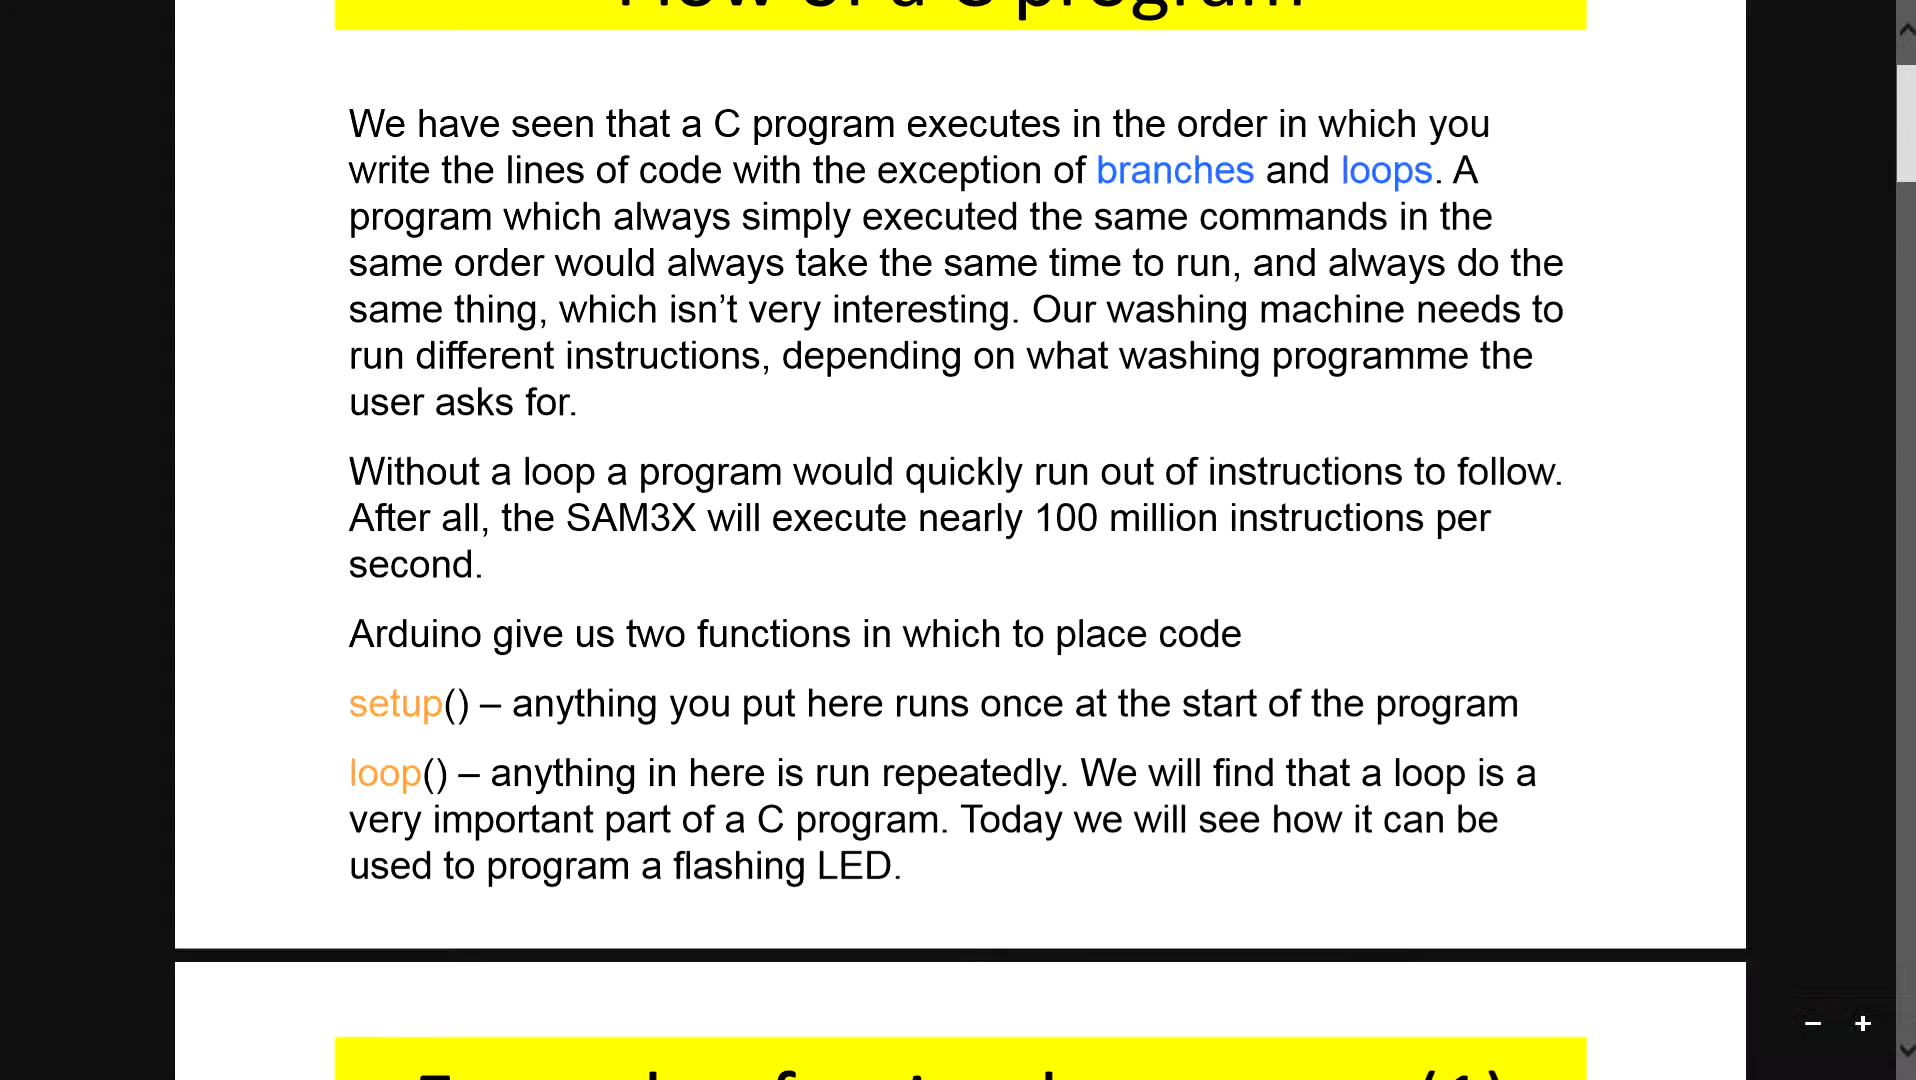 Flow of a C program
We have seen that a C program executes in the order in which you
write the lines of code with the exception of branches and loops. A
program which always simply executed the same commands in the
same order would always take the same time to run, and always do the
same thing, which isn’t very interesting. Our washing machine needs to
run different instructions, depending on what washing programme the
user asks for.
Without a loop a program would quickly run out of instructions to follow.
After all, the SAM3X will execute nearly 100 million instructions per
second.
Arduino give us two functions in which to place code
setup() – anything you put here runs once at the start of the program
loop() – anything in here is run repeatedly. We will find that a loop is a
very important part of a C program. Today we will see how it can be
used to program a flashing LED.